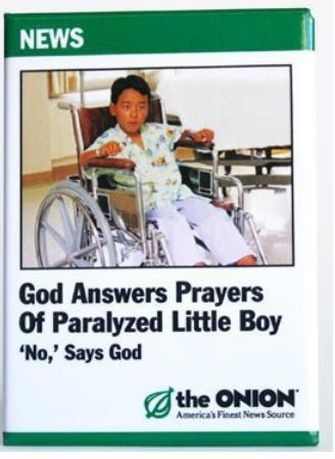 NEWS
God Answers Prayers
Of Paralyzed Little Boy
‘No,’ Says God
the ONION
America's Finest News Source